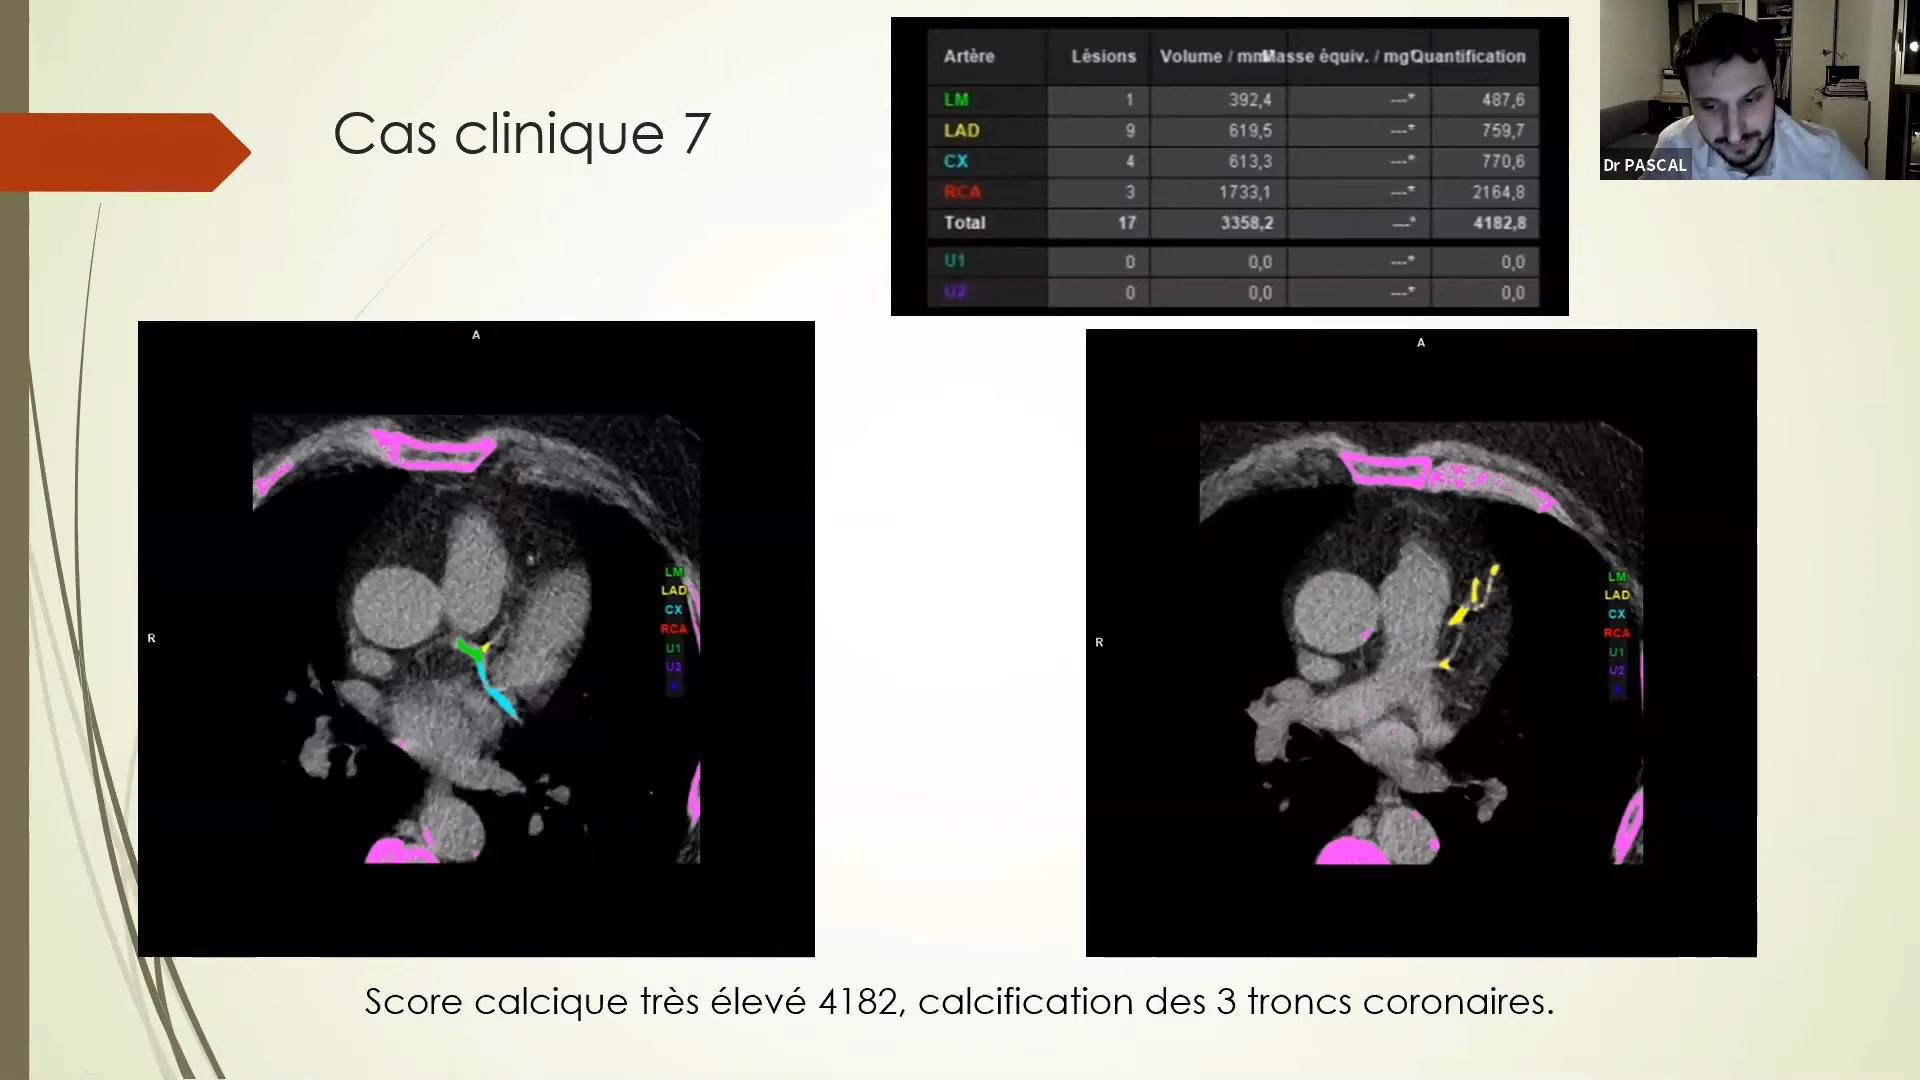 Cas clinique 7
Artère Lésions Volume / mm Masse équiv. / mg* Quantification
LM 1 392,4 ---* 487,6
LAD 9 619,5 ---* 759,7
CX 4 613,3 ---* 770,6
RCA 3 1733,1 ---* 2164,8
Total 17 3358,2 ---* 4182,8
U1 0 0,0 ---* 0,0
U2 0 0,0 ---* 0,0
Dr PASCAL
A
R
LM
LAD
CX
RCA
U1
U2
A
R
LM
LAD
CX
RCA
U1
U2
Score calcique très élevé 4182, calcification des 3 troncs coronaires.